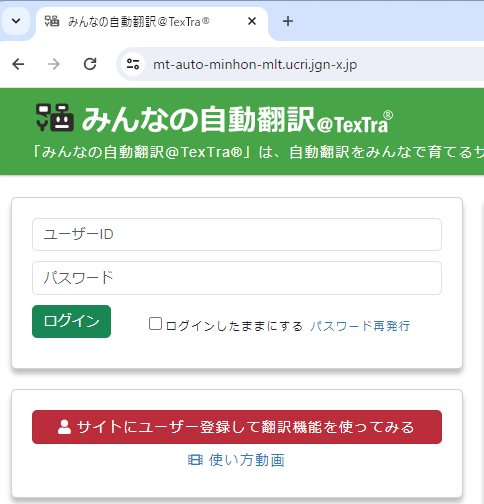 みんなの自動翻訳@TexTra®
mt-auto-minhon-mlt.ucri.jgn-x.jp
みんなの自動翻訳@TexTra®
「みんなの自動翻訳@TexTra®」は、自動翻訳をみんなで育てるサ
ユーザーID
パスワード
ログイン
ログインしたままにする パスワード再発行
サイトにユーザー登録して翻訳機能を使ってみる
使い方動画